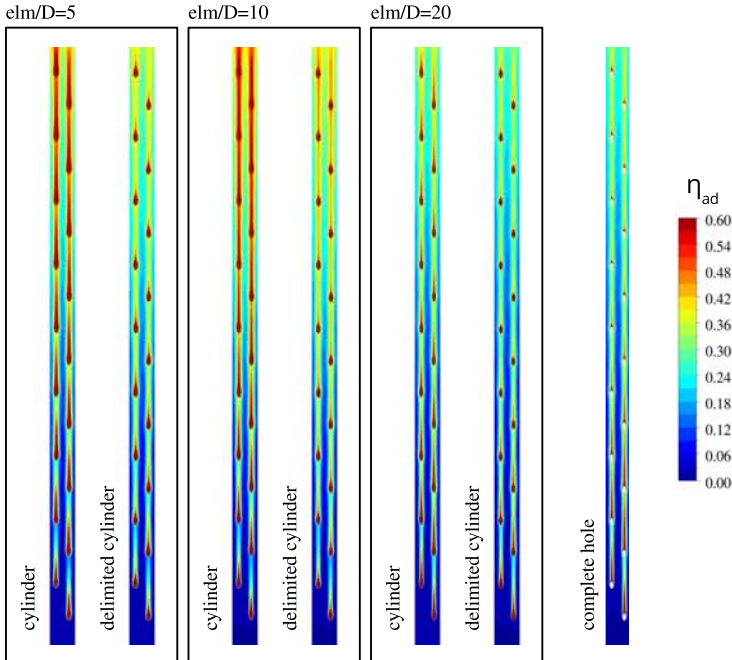 elm/D=5
elm/D=10
elm/D=20
cylinder
delimited cylinder
cylinder
delimited cylinder
cylinder
delimited cylinder
complete hole
ηad
0.60
0.54
0.48
0.42
0.36
0.30
0.24
0.18
0.12
0.06
0.00